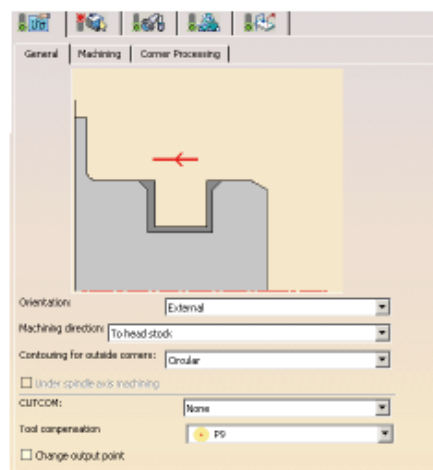 General Machining Corner Processing
Orientation: External
Machining direction: To head stock
Contouring for outside corners: Circular
Under spindle axis machining
CUTCOM: None
Tool compensation P9
Change output point